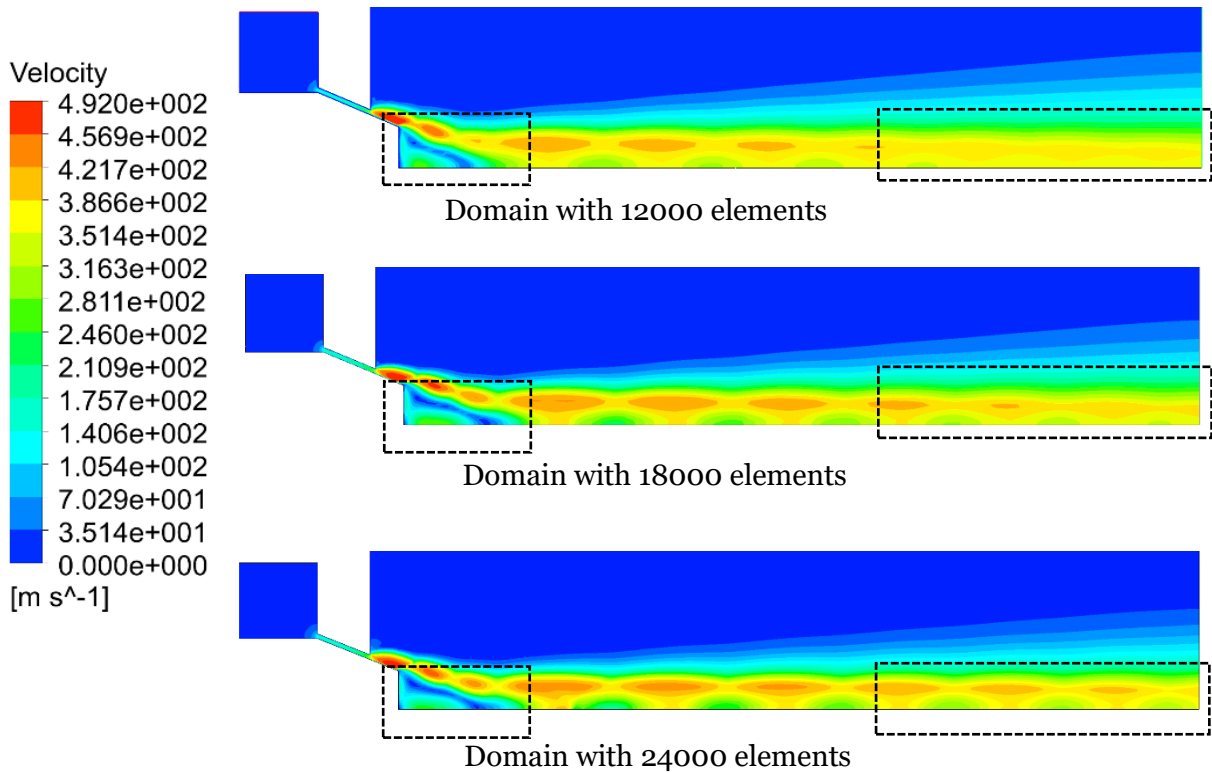 Velocity
4.920e+002
4.569e+002
4.217e+002
3.866e+002
3.514e+002
3.163e+002
2.811e+002
2.460e+002
2.109e+002
1.757e+002
1.406e+002
1.054e+002
7.029e+001
3.514e+001
0.000e+000
[m s^-1]
Domain with 12000 elements
Domain with 18000 elements
Domain with 24000 elements